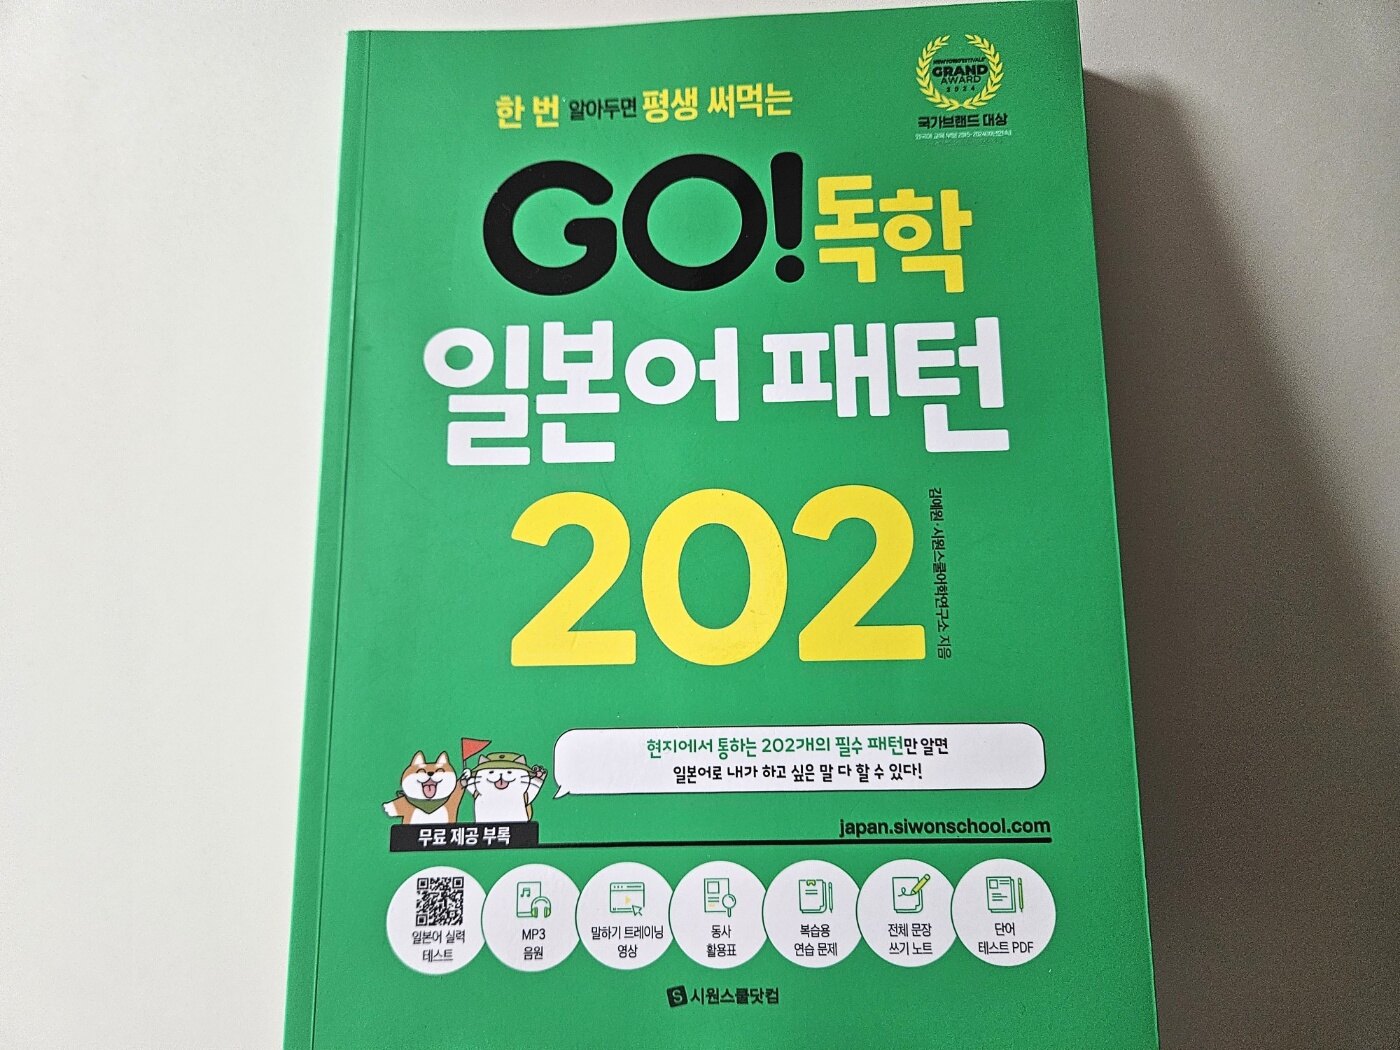 한 번 알아두면 평생 써먹는
NEW YORK FESTIVALS
GRAND
AWARD
2024
국가브랜드 대상
GO! 독학
일본어 패턴
202
김예원·시원스쿨어학연구소 지음
현지에서 통하는 202개의 필수 패턴만 알면
일본어로 내가 하고 싶은 말 다 할 수 있다!
무료 제공 부록
japan.siwonschool.com
일본어 실력
테스트
MP3
음원
말하기 트레이닝
영상
동사
활용표
복습용
연습 문제
전체 문장
쓰기 노트
단어
테스트 PDF
S 시원스쿨닷컴